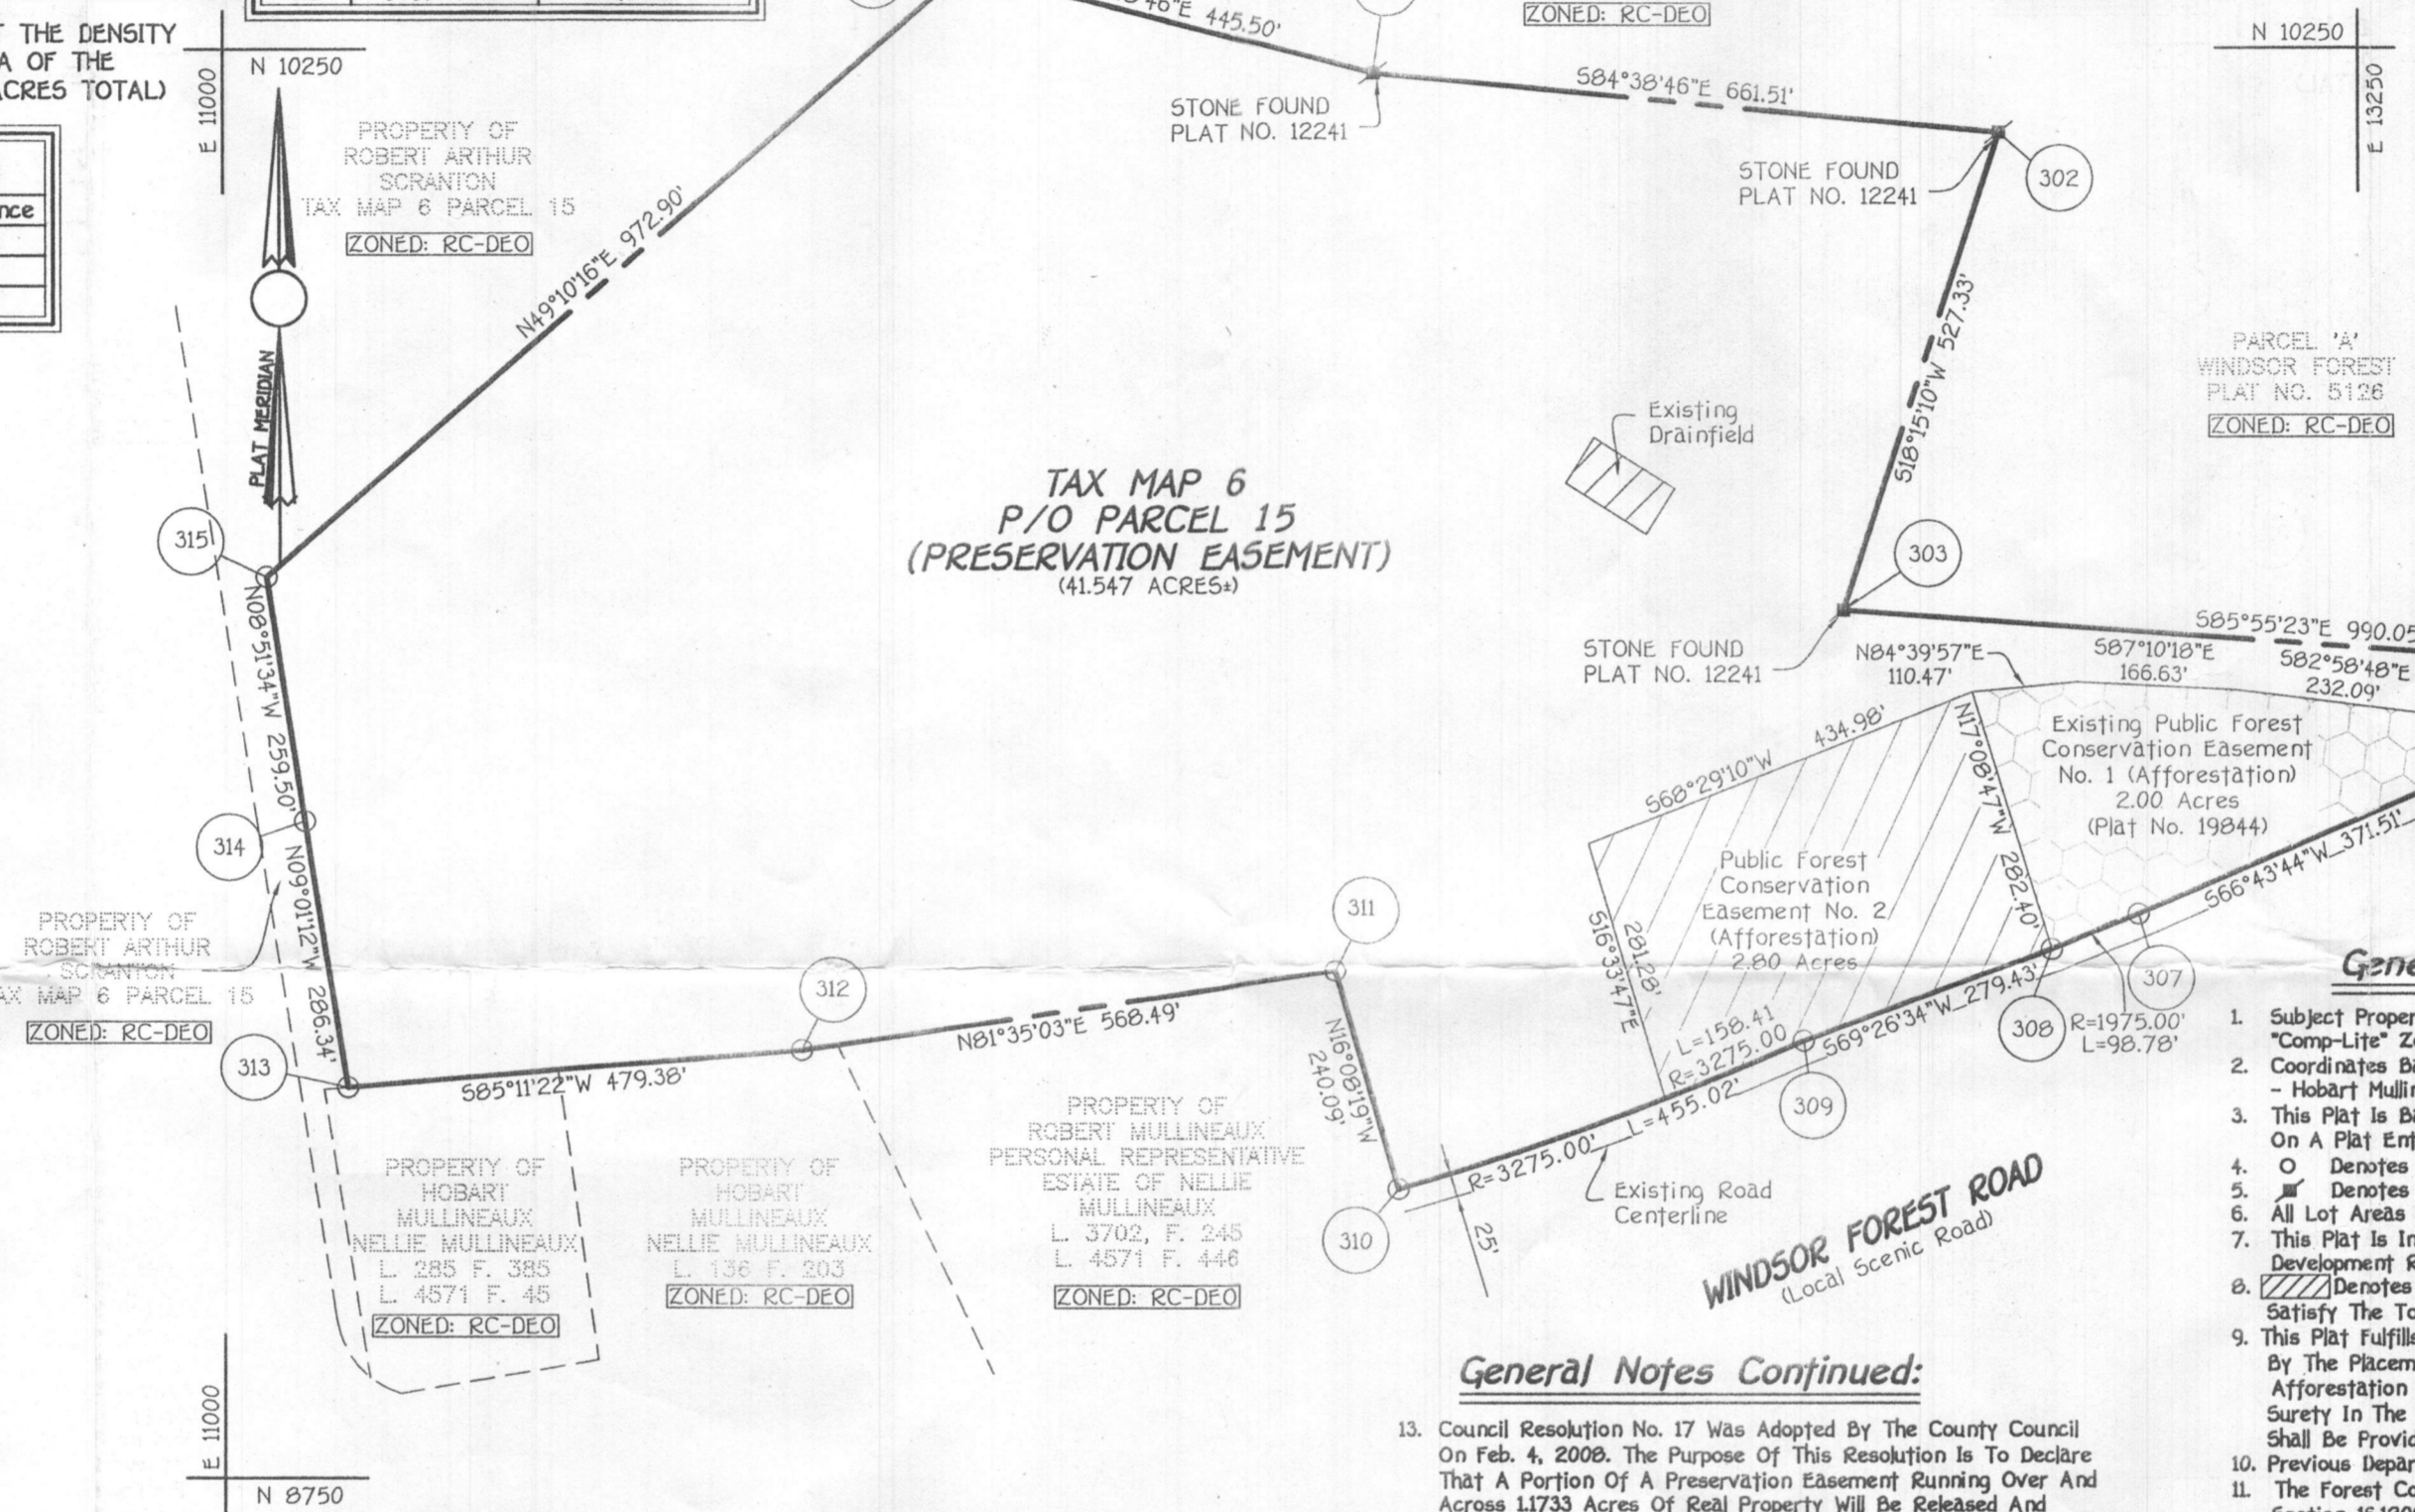 T THE DENSITY
A OF THE
ACRES TOTAL)
nce
N 10250
E 11000
PLAT MERIDIAN
PROPERTY OF
ROBERT ARTHUR
SCRANTON
TAX MAP 6 PARCEL 15
ZONED: RC-DEO
46"E 445.50'
ZONED: RC-DEO
N 10250
E 13250
STONE FOUND
PLAT NO. 12241
S84°38'46"E 661.51'
STONE FOUND
PLAT NO. 12241
302
N49°10'16"E 972.90'
S18°15'10"W 527.33'
PARCEL 'A'
WINDSOR FOREST
PLAT NO. 5126
ZONED: RC-DEO
Existing
Drainfield
TAX MAP 6
P/O PARCEL 15
(PRESERVATION EASEMENT)
(41.547 ACRES±)
315
303
STONE FOUND
PLAT NO. 12241
S85°55'23"E 990.05
N84°39'57"E
110.47'
S87°10'18"E
166.63'
S82°58'48"E
232.09'
N08°51'34"W 259.50'
314
N09°01'12"W 286.34'
S68°29'10"W 434.98'
N17°08'47"W 282.40'
Existing Public Forest
Conservation Easement
No. 1 (Afforestation)
2.00 Acres
(Plat No. 19844)
S66°43'44"W 371.51'
Public Forest
Conservation
Easement No. 2
(Afforestation)
2.80 Acres
S16°33'47"E
281.28'
L=158.41
R=3275.00
S69°26'34"W 279.43'
307
308
R=1975.00'
L=98.78'
309
PROPERTY OF
ROBERT ARTHUR
SCRANTON
AX MAP 6 PARCEL 15
ZONED: RC-DEO
313
S85°11'22"W 479.38'
312
N81°35'03"E 568.49'
311
N16°08'19"W
240.09'
310
R=3275.00' L=455.02'
25'
Existing Road
Centerline
WINDSOR FOREST ROAD
(Local Scenic Road)
PROPERTY OF
HOBART
MULLINEAUX
NELLIE MULLINEAUX
L. 285 F. 385
L. 4571 F. 45
ZONED: RC-DEO
PROPERTY OF
HOBART
MULLINEAUX
NELLIE MULLINEAUX
L. 136 F. 203
ZONED: RC-DEO
PROPERTY OF
ROBERT MULLINEAUX
PERSONAL REPRESENTATIVE
ESTATE OF NELLIE
MULLINEAUX
L. 3702, F. 245
L. 4571 F. 446
ZONED: RC-DEO
E 11000
N 8750
General Notes Continued:
13. Council Resolution No. 17 Was Adopted By The County Council
On Feb. 4, 2008. The Purpose Of This Resolution Is To Declare
That A Portion Of A Preservation Easement Running Over And
Across 1.1733 Acres Of Real Property Will Be Released And
Gene
1. Subject Proper
"Comp-Lite" Z
2. Coordinates B
- Hobart Mullin
3. This Plat Is B
On A Plat Ent
4. O Denotes
5. Denotes
6. All Lot Areas
7. This Plat Is In
Development R
8. Denotes
Satisfy The To
9. This Plat Fulfills
By The Placem
Afforestation
Surety In The
Shall Be Provid
10. Previous Depar
11. The Forest Co